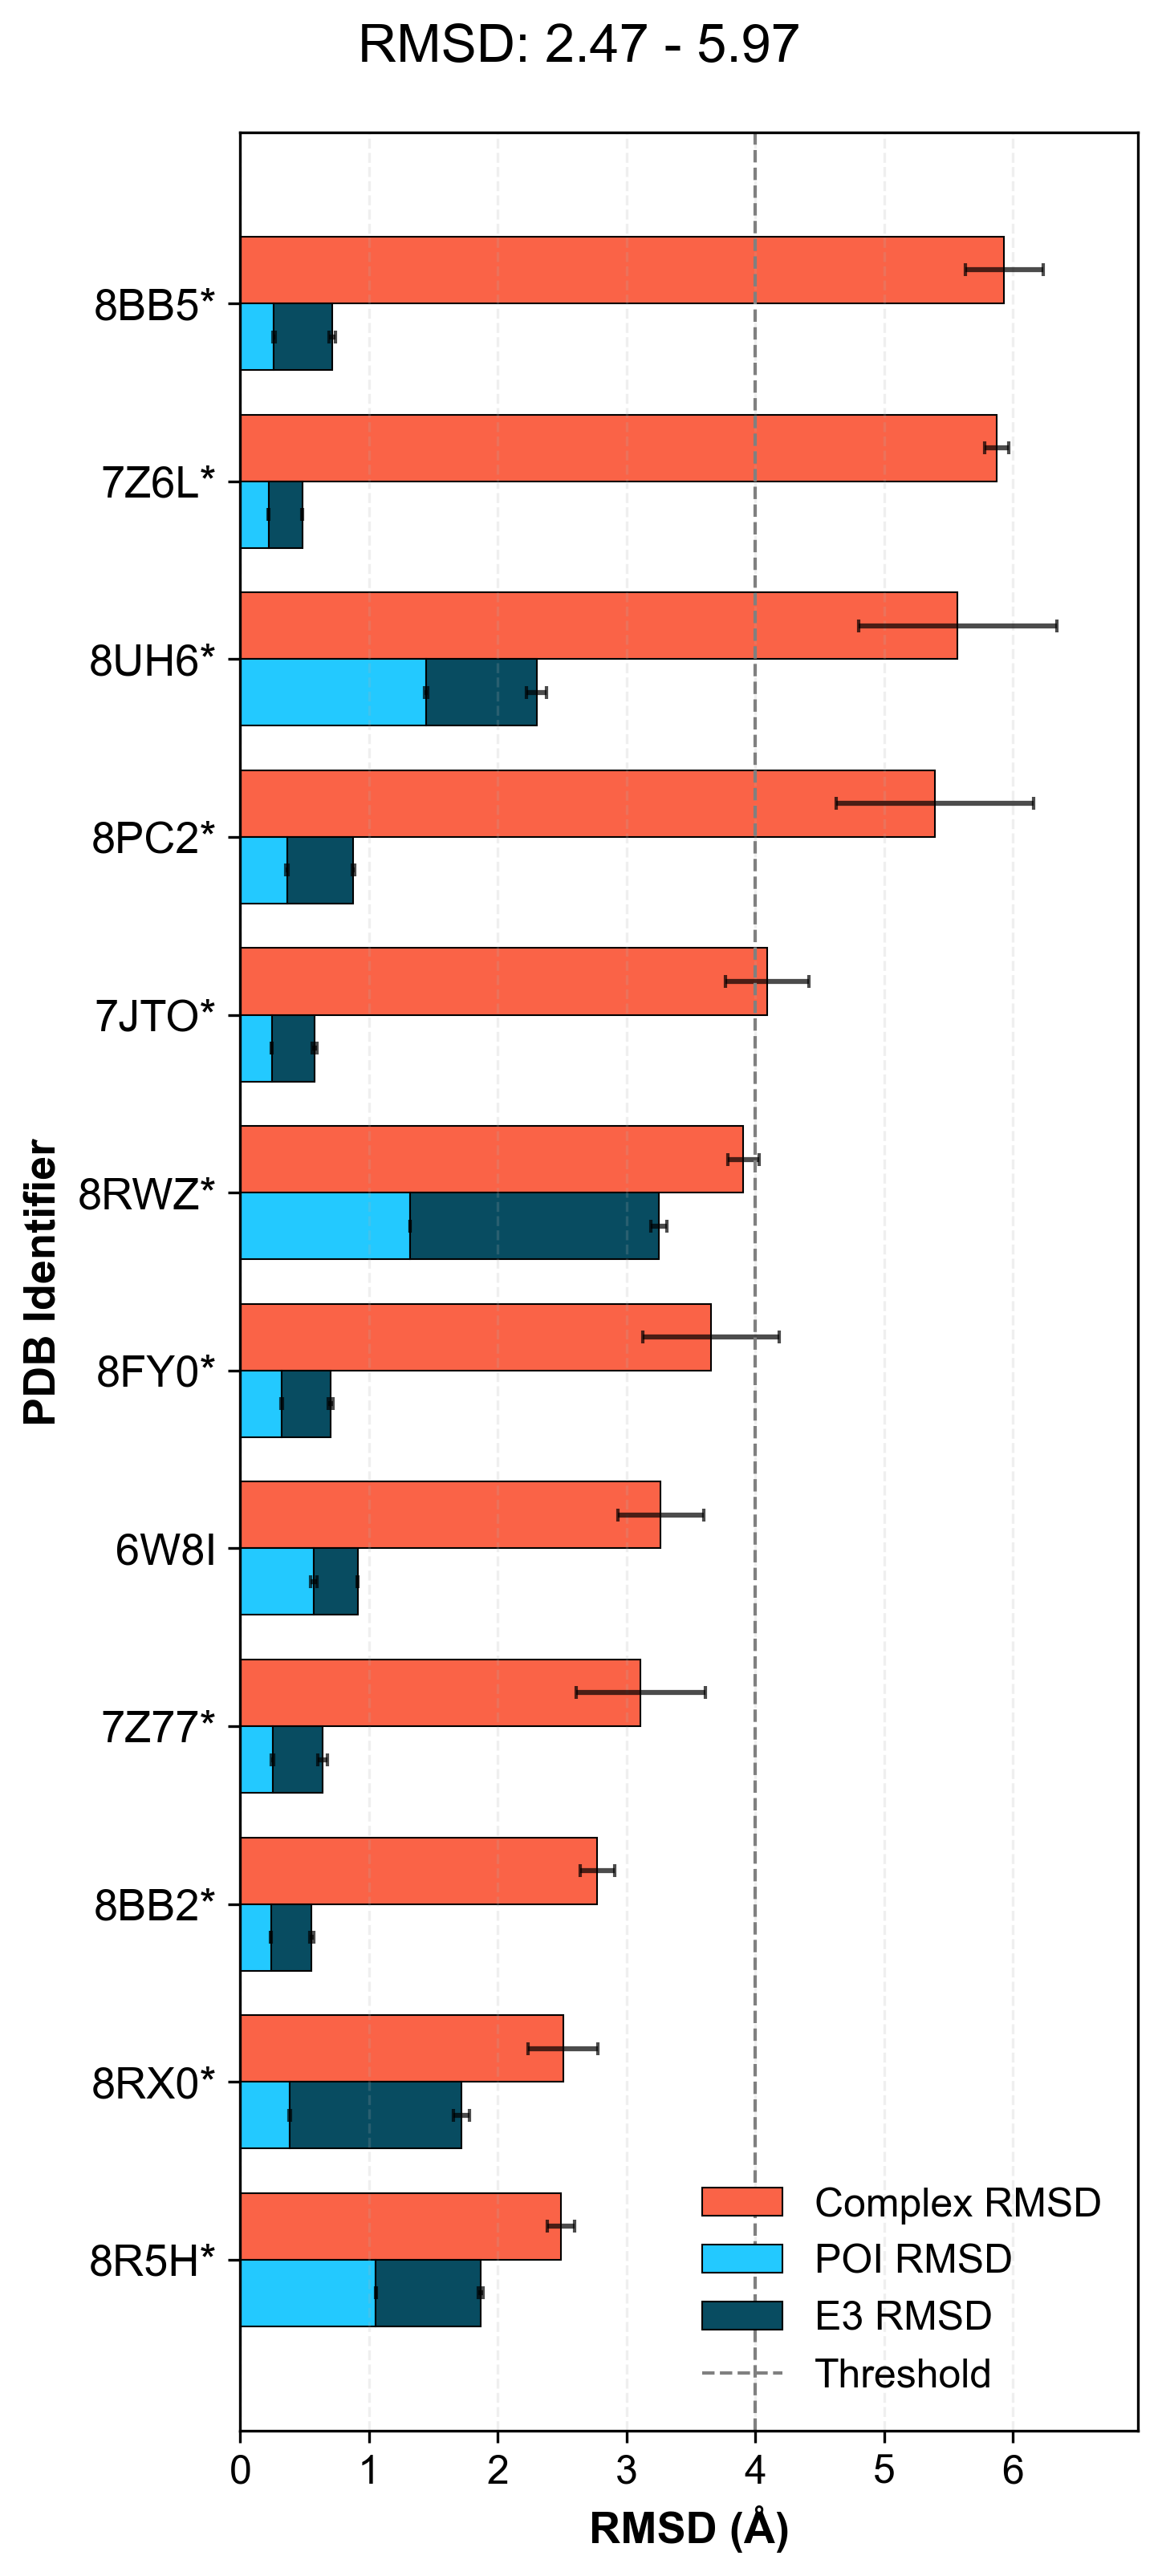 RMSD: 2.47 - 5.97
PDB Identifier
8BB5*
7Z6L*
8UH6*
8PC2*
7JTO*
8RWZ*
8FY0*
6W8I
7Z77*
8BB2*
8RX0*
8R5H*
Complex RMSD
POI RMSD
E3 RMSD
Threshold
0 1 2 3 4 5 6
RMSD (Å)